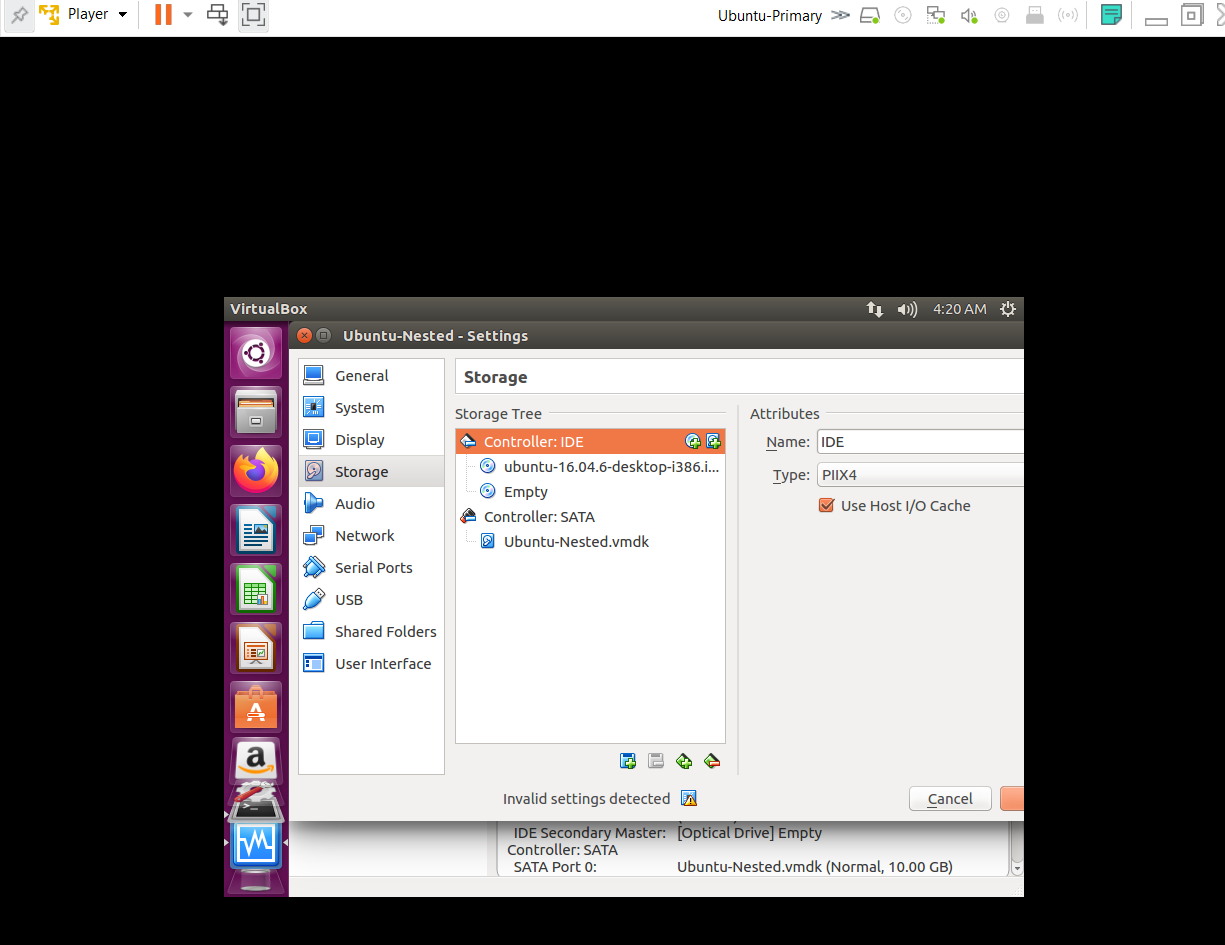 Player
Ubuntu-Primary
VirtualBox
4:20 AM
Ubuntu-Nested - Settings
General
System
Display
Storage
Audio
Network
Serial Ports
USB
Shared Folders
User Interface
Storage
Storage Tree
Controller: IDE
ubuntu-16.04.6-desktop-i386.i...
Empty
Controller: SATA
Ubuntu-Nested.vmdk
Attributes
Name: IDE
Type: PIIX4
Use Host I/O Cache
Invalid settings detected
Cancel
IDE Secondary Master: [Optical Drive] Empty
Controller: SATA
SATA Port 0: Ubuntu-Nested.vmdk (Normal, 10.00 GB)